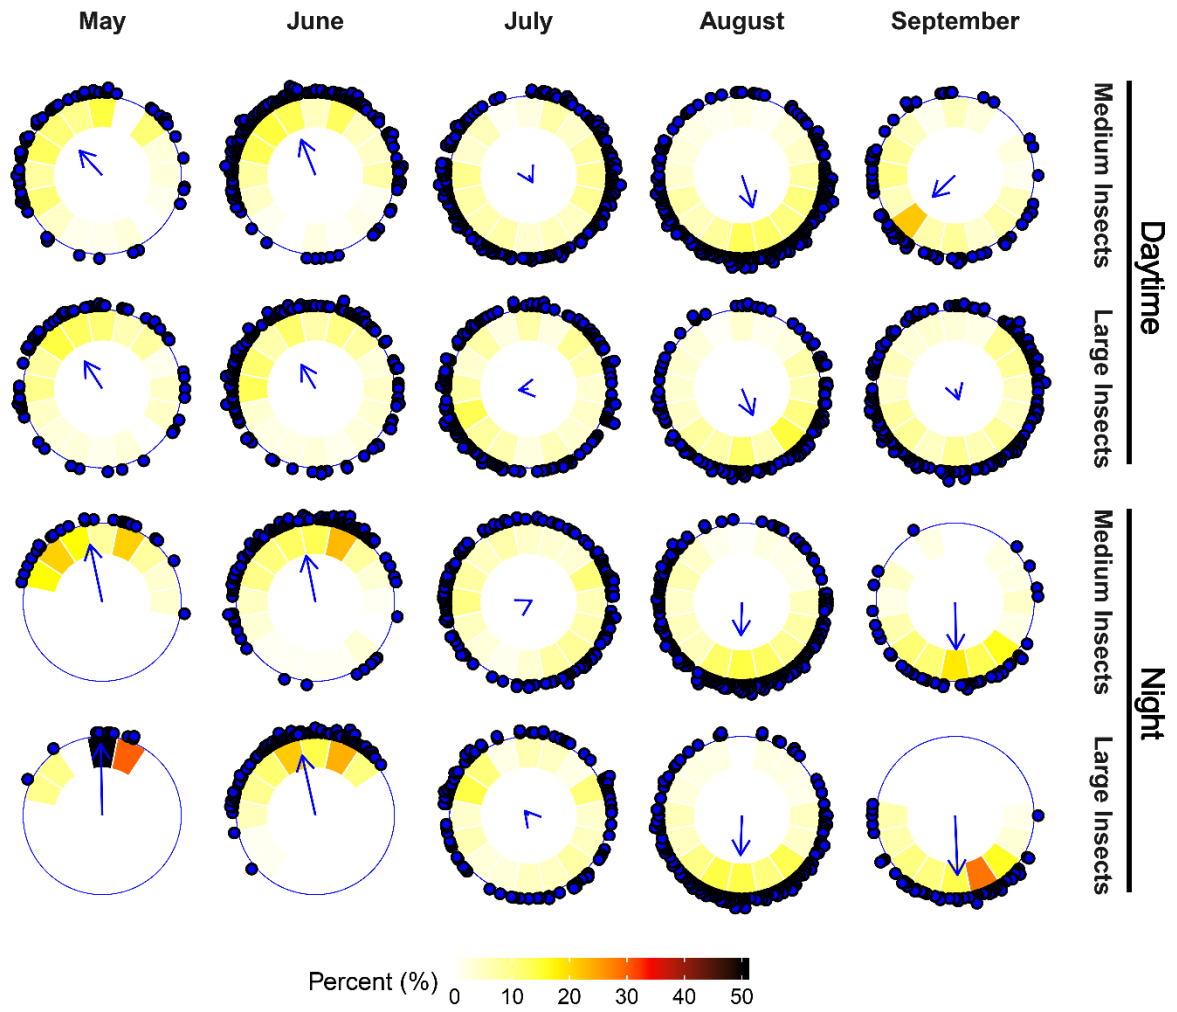 May June July August September
Medium Insects
Large Insects
Daytime
Medium Insects
Large Insects
Night
Percent (%)
0 10 20 30 40 50